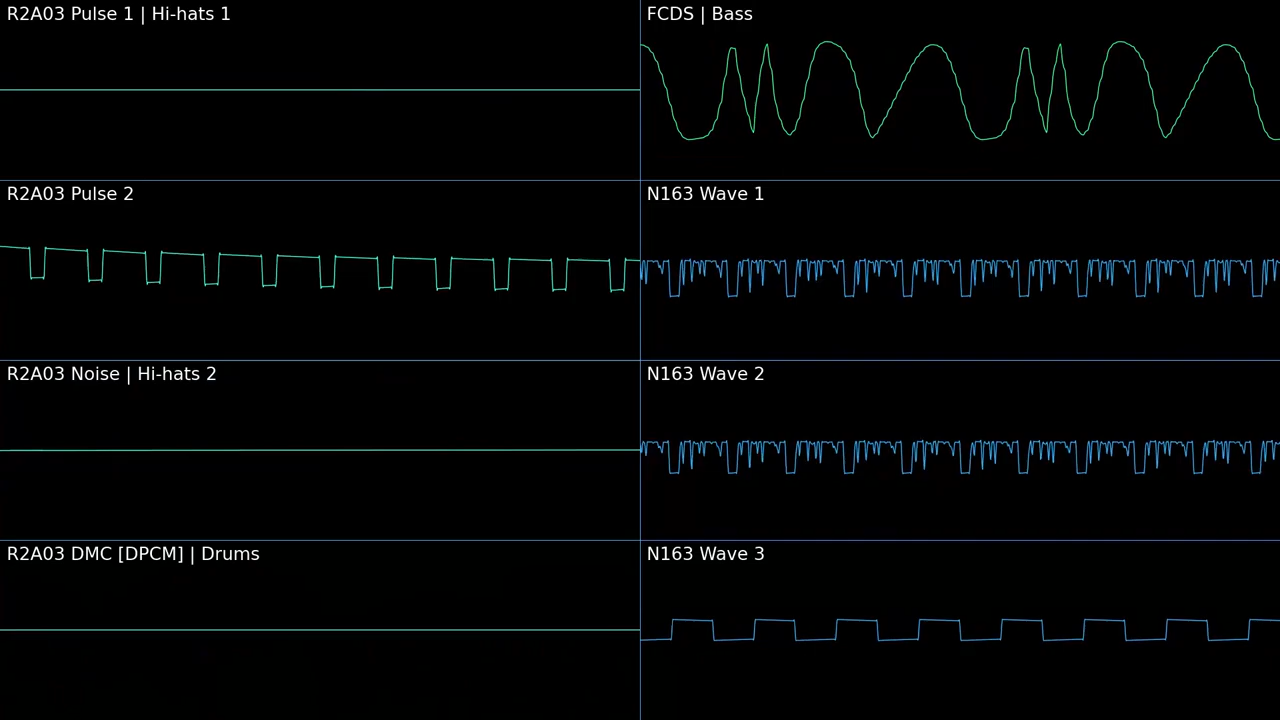 R2A03 Pulse 1 | Hi-hats 1
FCDS | Bass
R2A03 Pulse 2
N163 Wave 1
R2A03 Noise | Hi-hats 2
N163 Wave 2
R2A03 DMC [DPCM] | Drums
N163 Wave 3